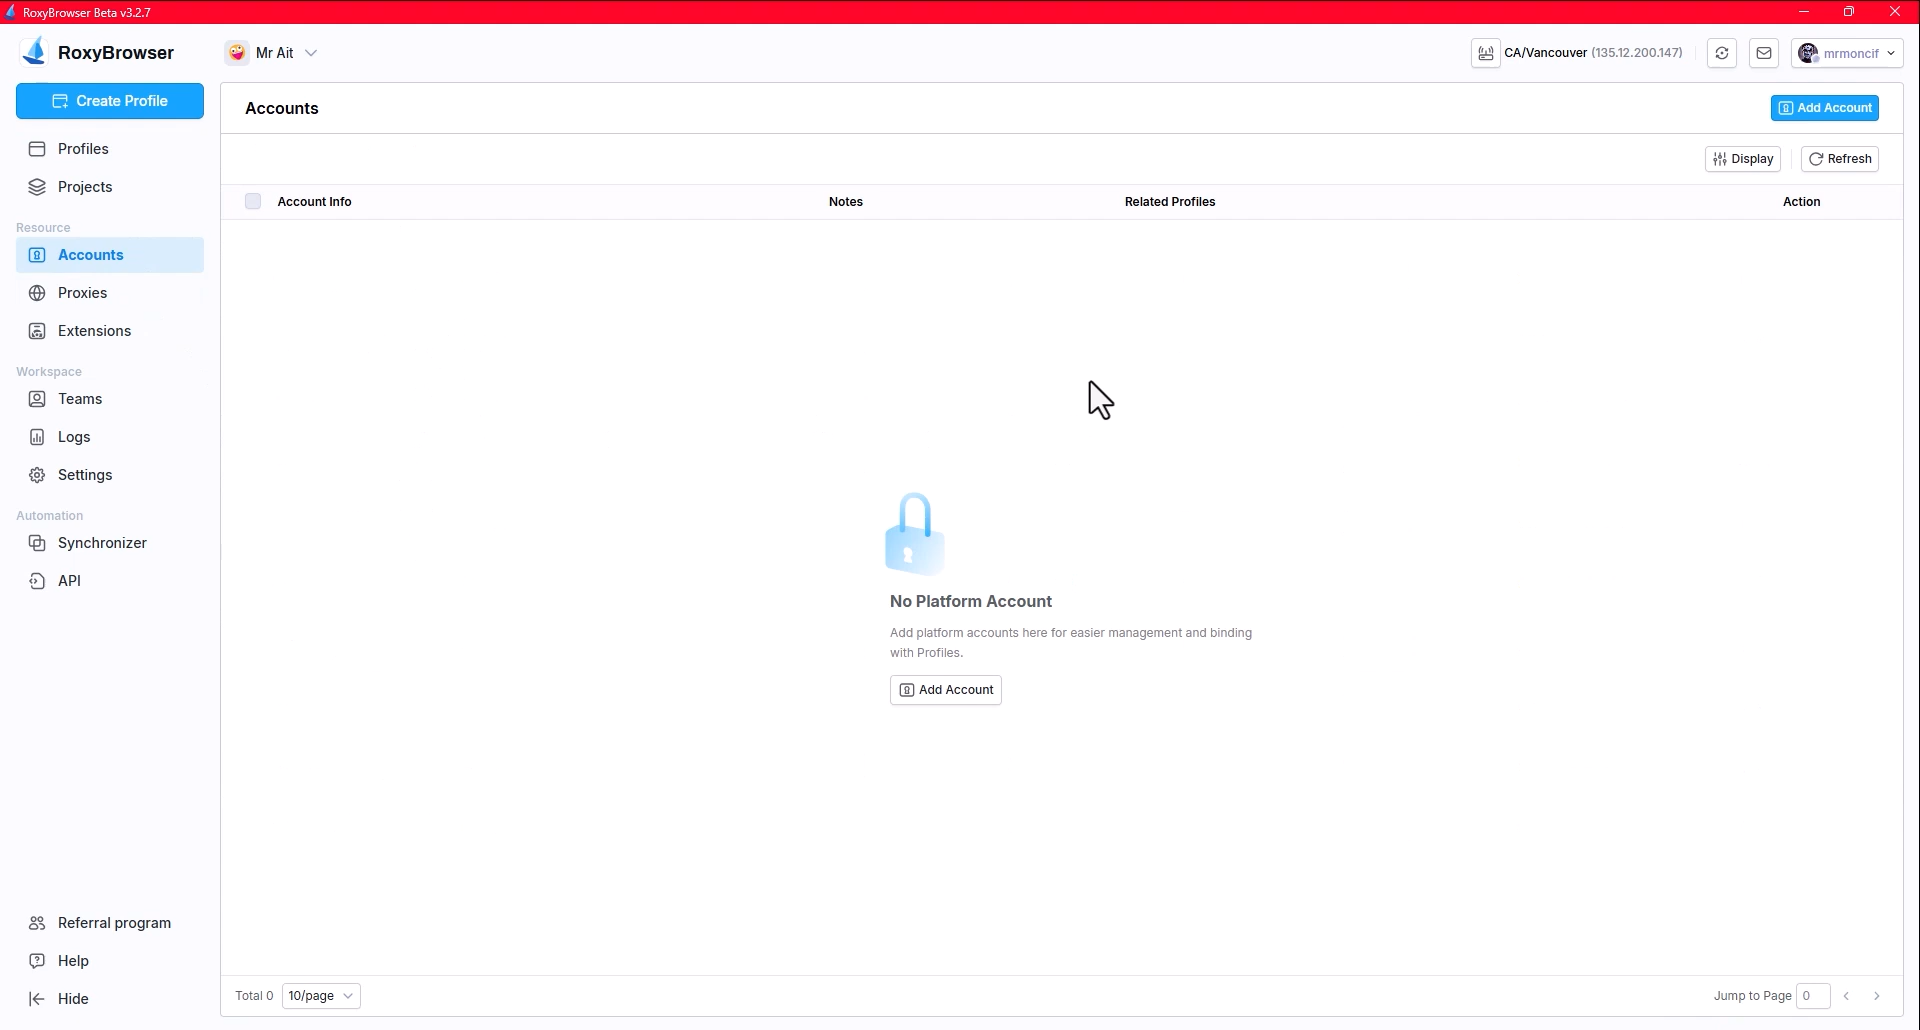 RoxyBrowser Beta v3.2.7
RoxyBrowser
Mr Ait
CA/Vancouver (135.12.200.147)
mrmoncif
Create Profile
Profiles
Projects
Resource
Accounts
Proxies
Extensions
Workspace
Teams
Logs
Settings
Automation
Synchronizer
API
Referral program
Help
Hide
Accounts
Add Account
Display
Refresh
Account Info
Notes
Related Profiles
Action
No Platform Account
Add platform accounts here for easier management and binding
with Profiles.
Add Account
Total 0
10/page
Jump to Page 0